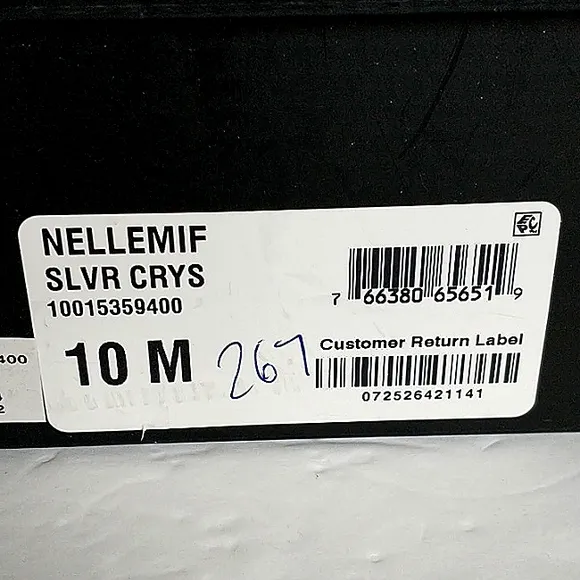 NELLEMIF
SLVR CRYS
10015359400
10 M
267
7 66380 65651 9
Customer Return Label
072526421141
400